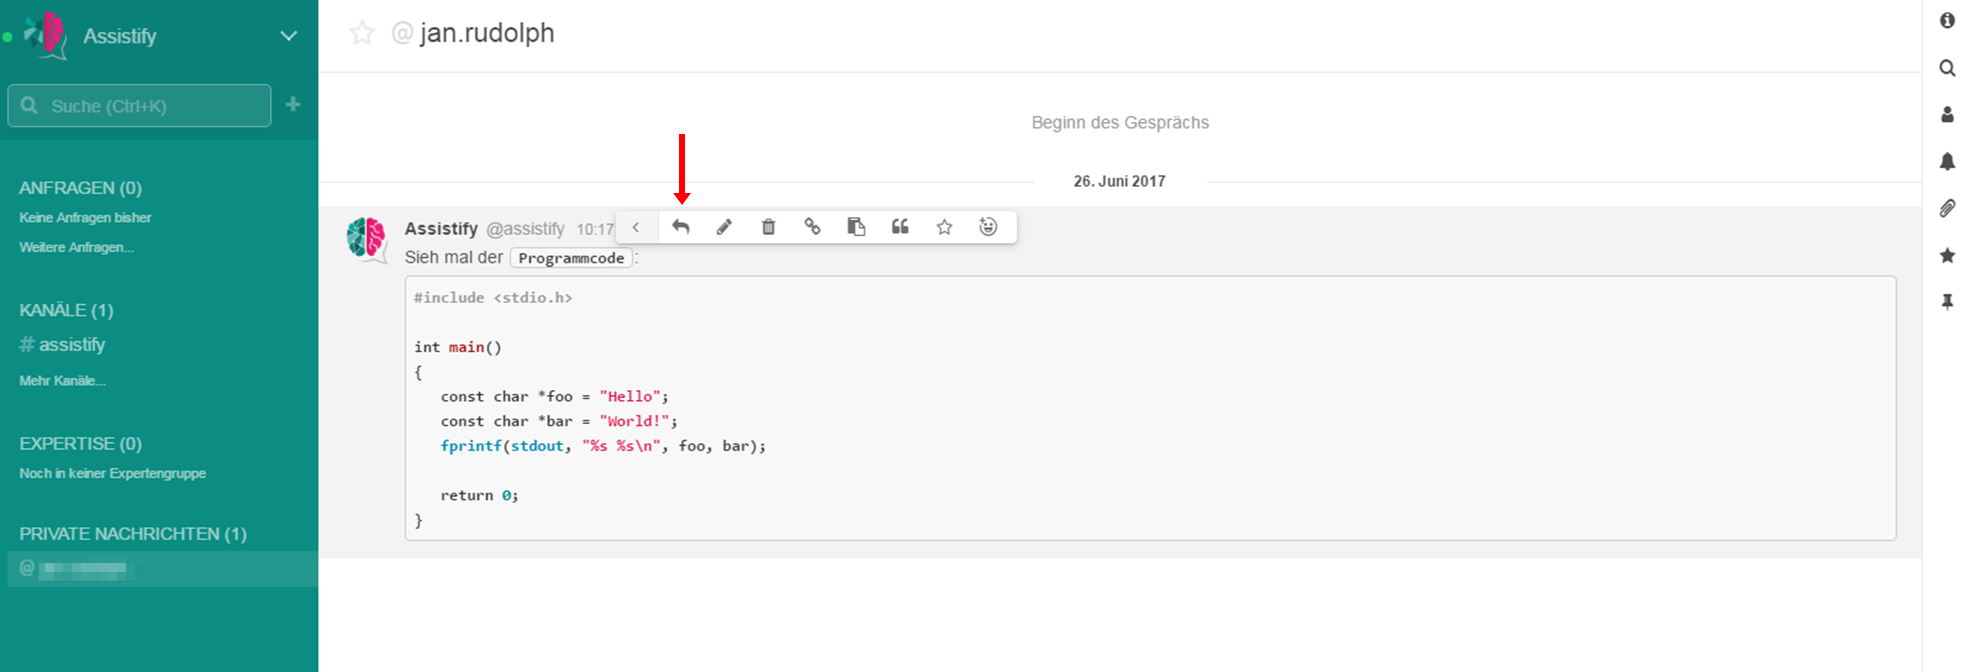 Assistify
Suche (Ctrl+K)
ANFRAGEN (0)
Keine Anfragen bisher
Weitere Anfragen...
KANÄLE (1)
# assistify
Mehr Kanäle...
EXPERTISE (0)
Noch in keiner Expertengruppe
PRIVATE NACHRICHTEN (1)
@
@ jan.rudolph
Beginn des Gesprächs
26. Juni 2017
Assistify @assistify 10:17
Sieh mal der Programmcode:
#include <stdio.h>
int main()
{
const char *foo = "Hello";
const char *bar = "World!";
fprintf(stdout, "%s %s\n", foo, bar);
return 0;
}